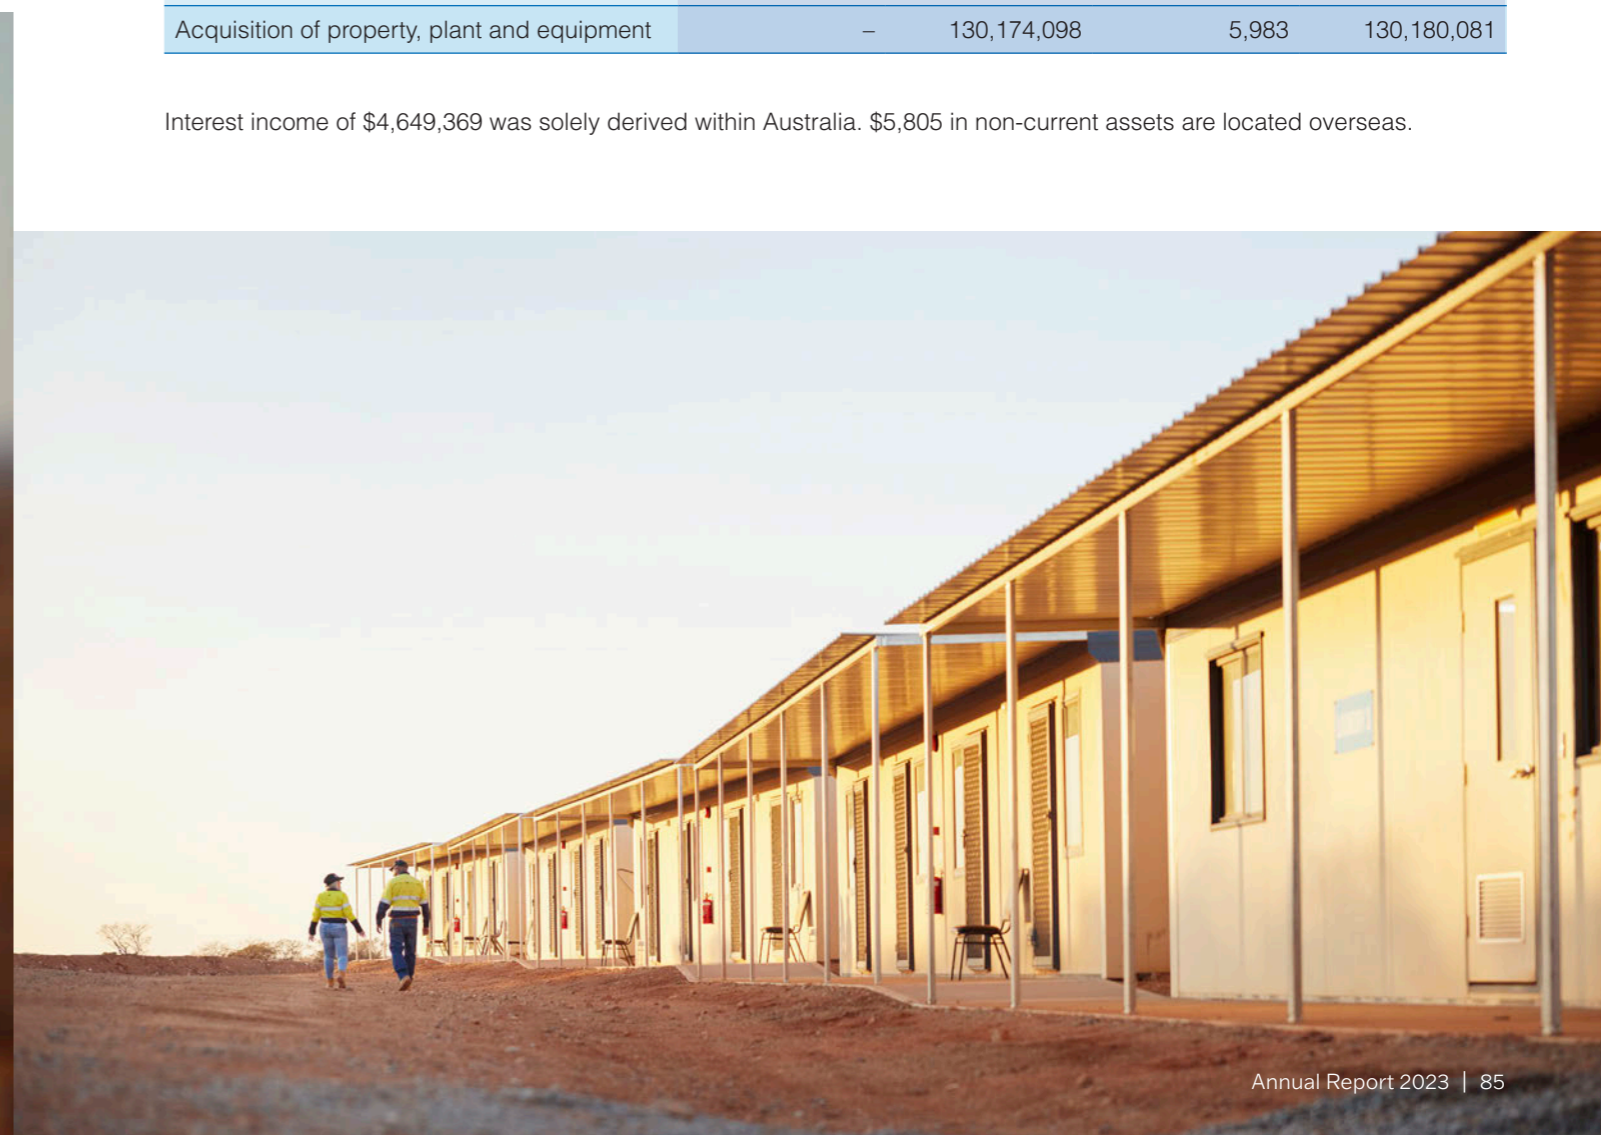 Acquisition of property, plant and equipment – 130,174,098 5,983 130,180,081
Interest income of $4,649,369 was solely derived within Australia. $5,805 in non-current assets are located overseas.
Annual Report 2023 | 85